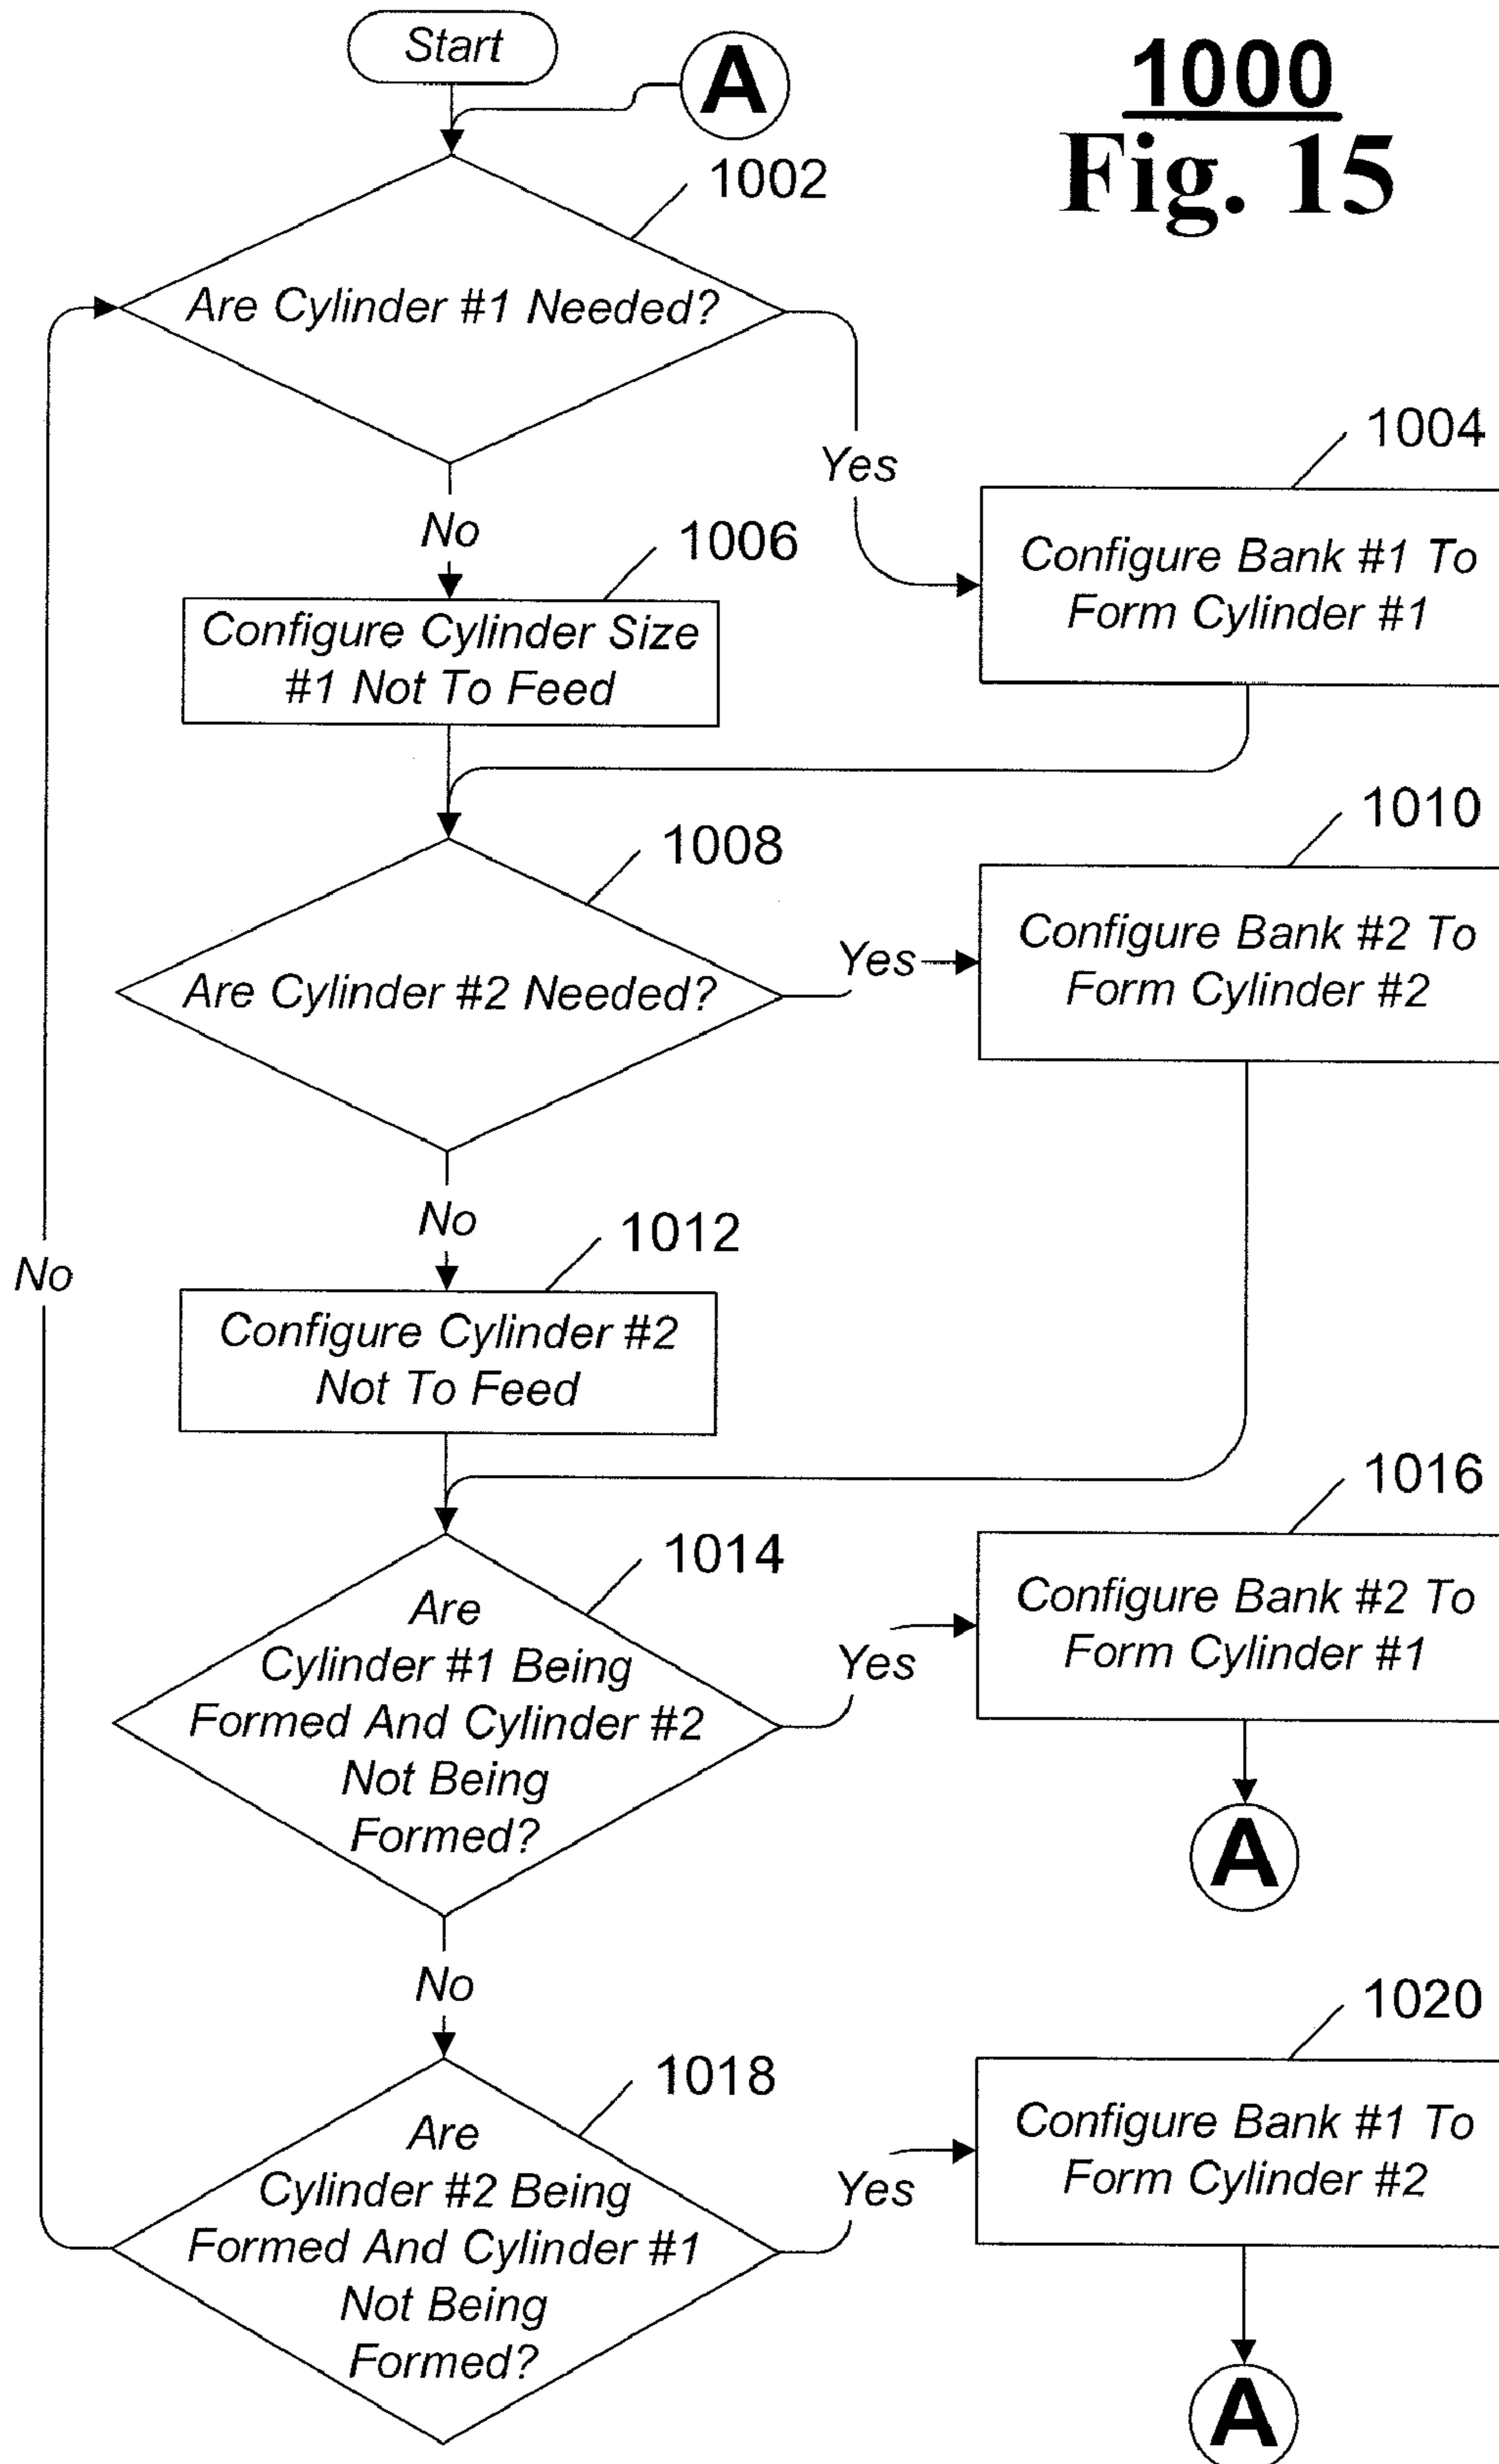 Start
A
1000
Fig. 15
1002
Are Cylinder #1 Needed?
Yes
1004
Configure Bank #1 To
Form Cylinder #1
No
1006
Configure Cylinder Size
#1 Not To Feed
1008
Are Cylinder #2 Needed?
Yes
1010
Configure Bank #2 To
Form Cylinder #2
No
1012
No
Configure Cylinder #2
Not To Feed
1014
Are
Cylinder #1 Being
Formed And Cylinder #2
Not Being
Formed?
Yes
1016
Configure Bank #2 To
Form Cylinder #1
A
No
1018
Are
Cylinder #2 Being
Formed And Cylinder #1
Not Being
Formed?
Yes
1020
Configure Bank #1 To
Form Cylinder #2
A